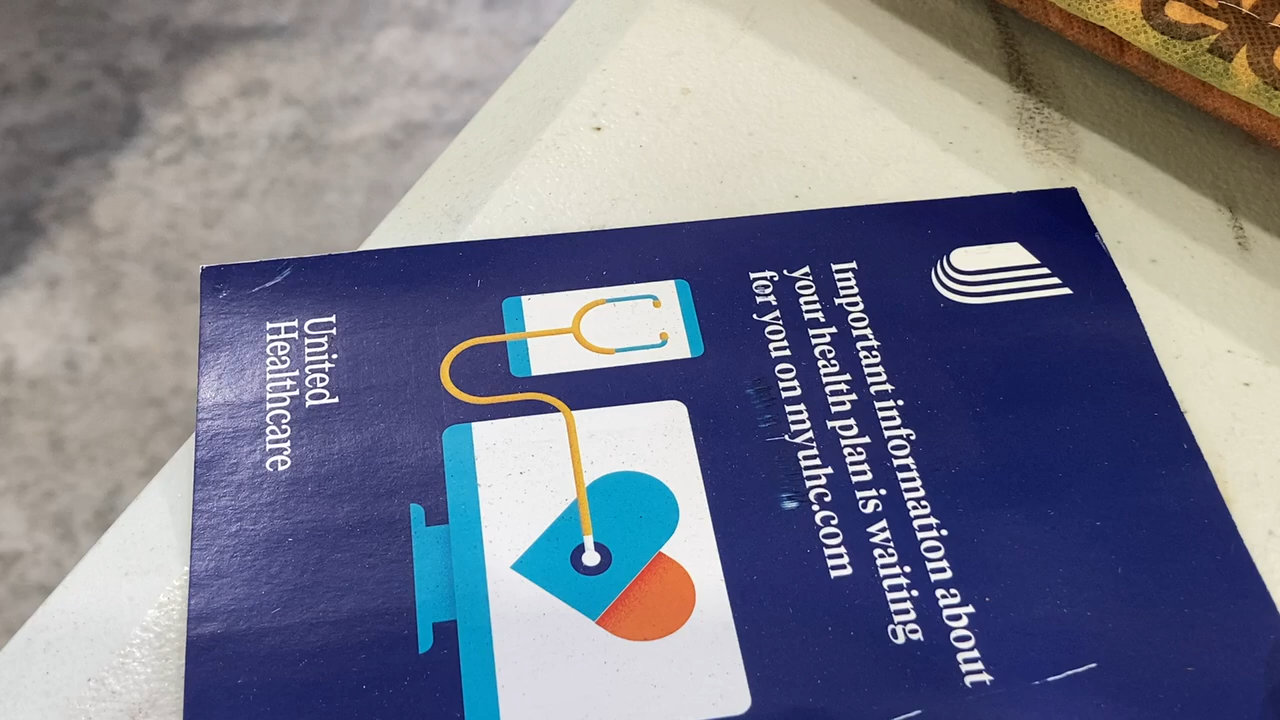 Important information about
your health plan is waiting
for you on myuhc.com
United
Healthcare